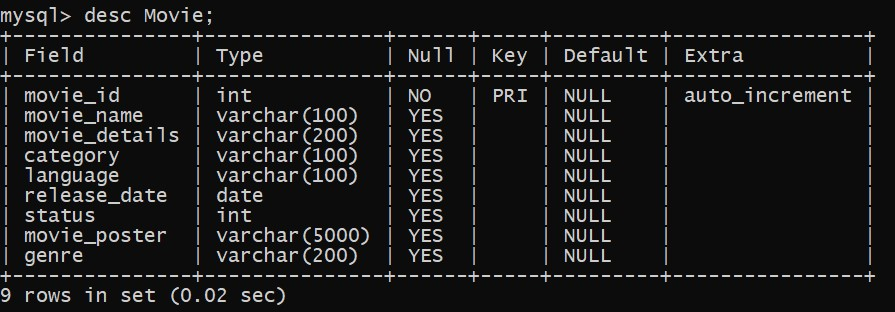 mysql> desc Movie;
+---------------+---------------+------+-----+---------+----------------+
| Field         | Type          | Null | Key | Default | Extra          |
+---------------+---------------+------+-----+---------+----------------+
| movie_id      | int           | NO   | PRI | NULL    | auto_increment |
| movie_name    | varchar(100)  | YES  |     | NULL    |                |
| movie_details | varchar(200)  | YES  |     | NULL    |                |
| category      | varchar(100)  | YES  |     | NULL    |                |
| language      | varchar(100)  | YES  |     | NULL    |                |
| release_date  | date          | YES  |     | NULL    |                |
| status        | int           | YES  |     | NULL    |                |
| movie_poster  | varchar(5000) | YES  |     | NULL    |                |
| genre         | varchar(200)  | YES  |     | NULL    |                |
+---------------+---------------+------+-----+---------+----------------+
9 rows in set (0.02 sec)